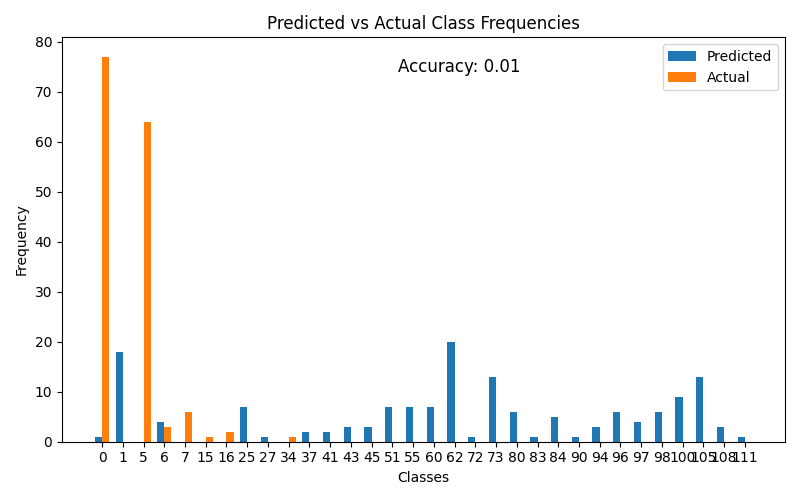 Predicted vs Actual Class Frequencies
Accuracy: 0.01
Predicted
Actual
80
70
60
50
40
30
20
10
0
Frequency
0 1 5 6 7 15 16 25 27 34 37 41 43 45 51 55 60 62 72 73 80 83 84 90 94 96 97 98 100 105 108 111
Classes